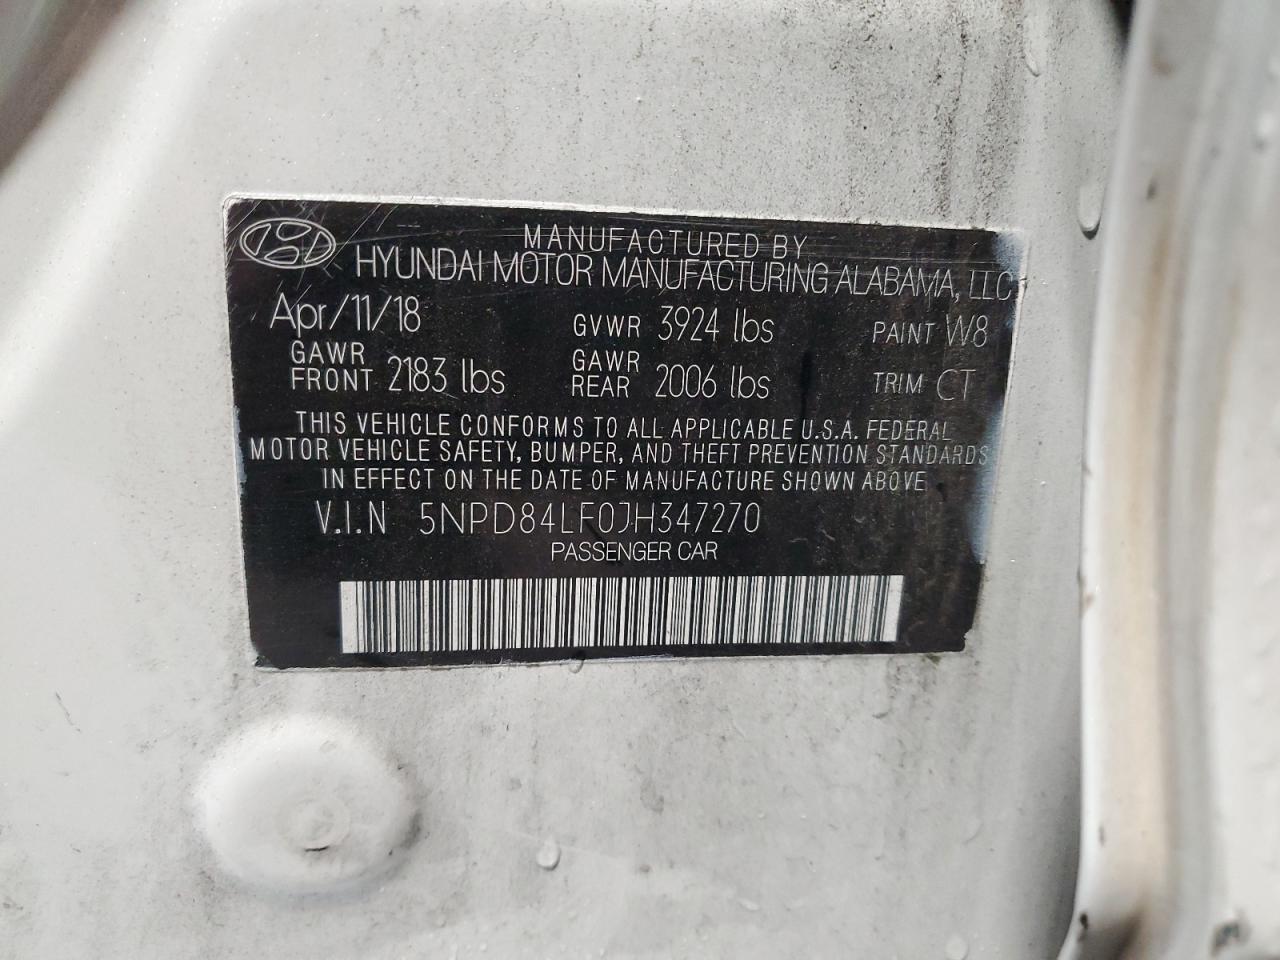 MANUFACTURED BY
HYUNDAI MOTOR MANUFACTURING ALABAMA, LLC
Apr/11/18 GVWR 3924 lbs PAINT W8
GAWR FRONT 2183 lbs GAWR REAR 2006 lbs TRIM CT
THIS VEHICLE CONFORMS TO ALL APPLICABLE U.S.A. FEDERAL
MOTOR VEHICLE SAFETY, BUMPER, AND THEFT PREVENTION STANDARDS
IN EFFECT ON THE DATE OF MANUFACTURE SHOWN ABOVE
V.I.N 5NPD84LF0JH347270
PASSENGER CAR